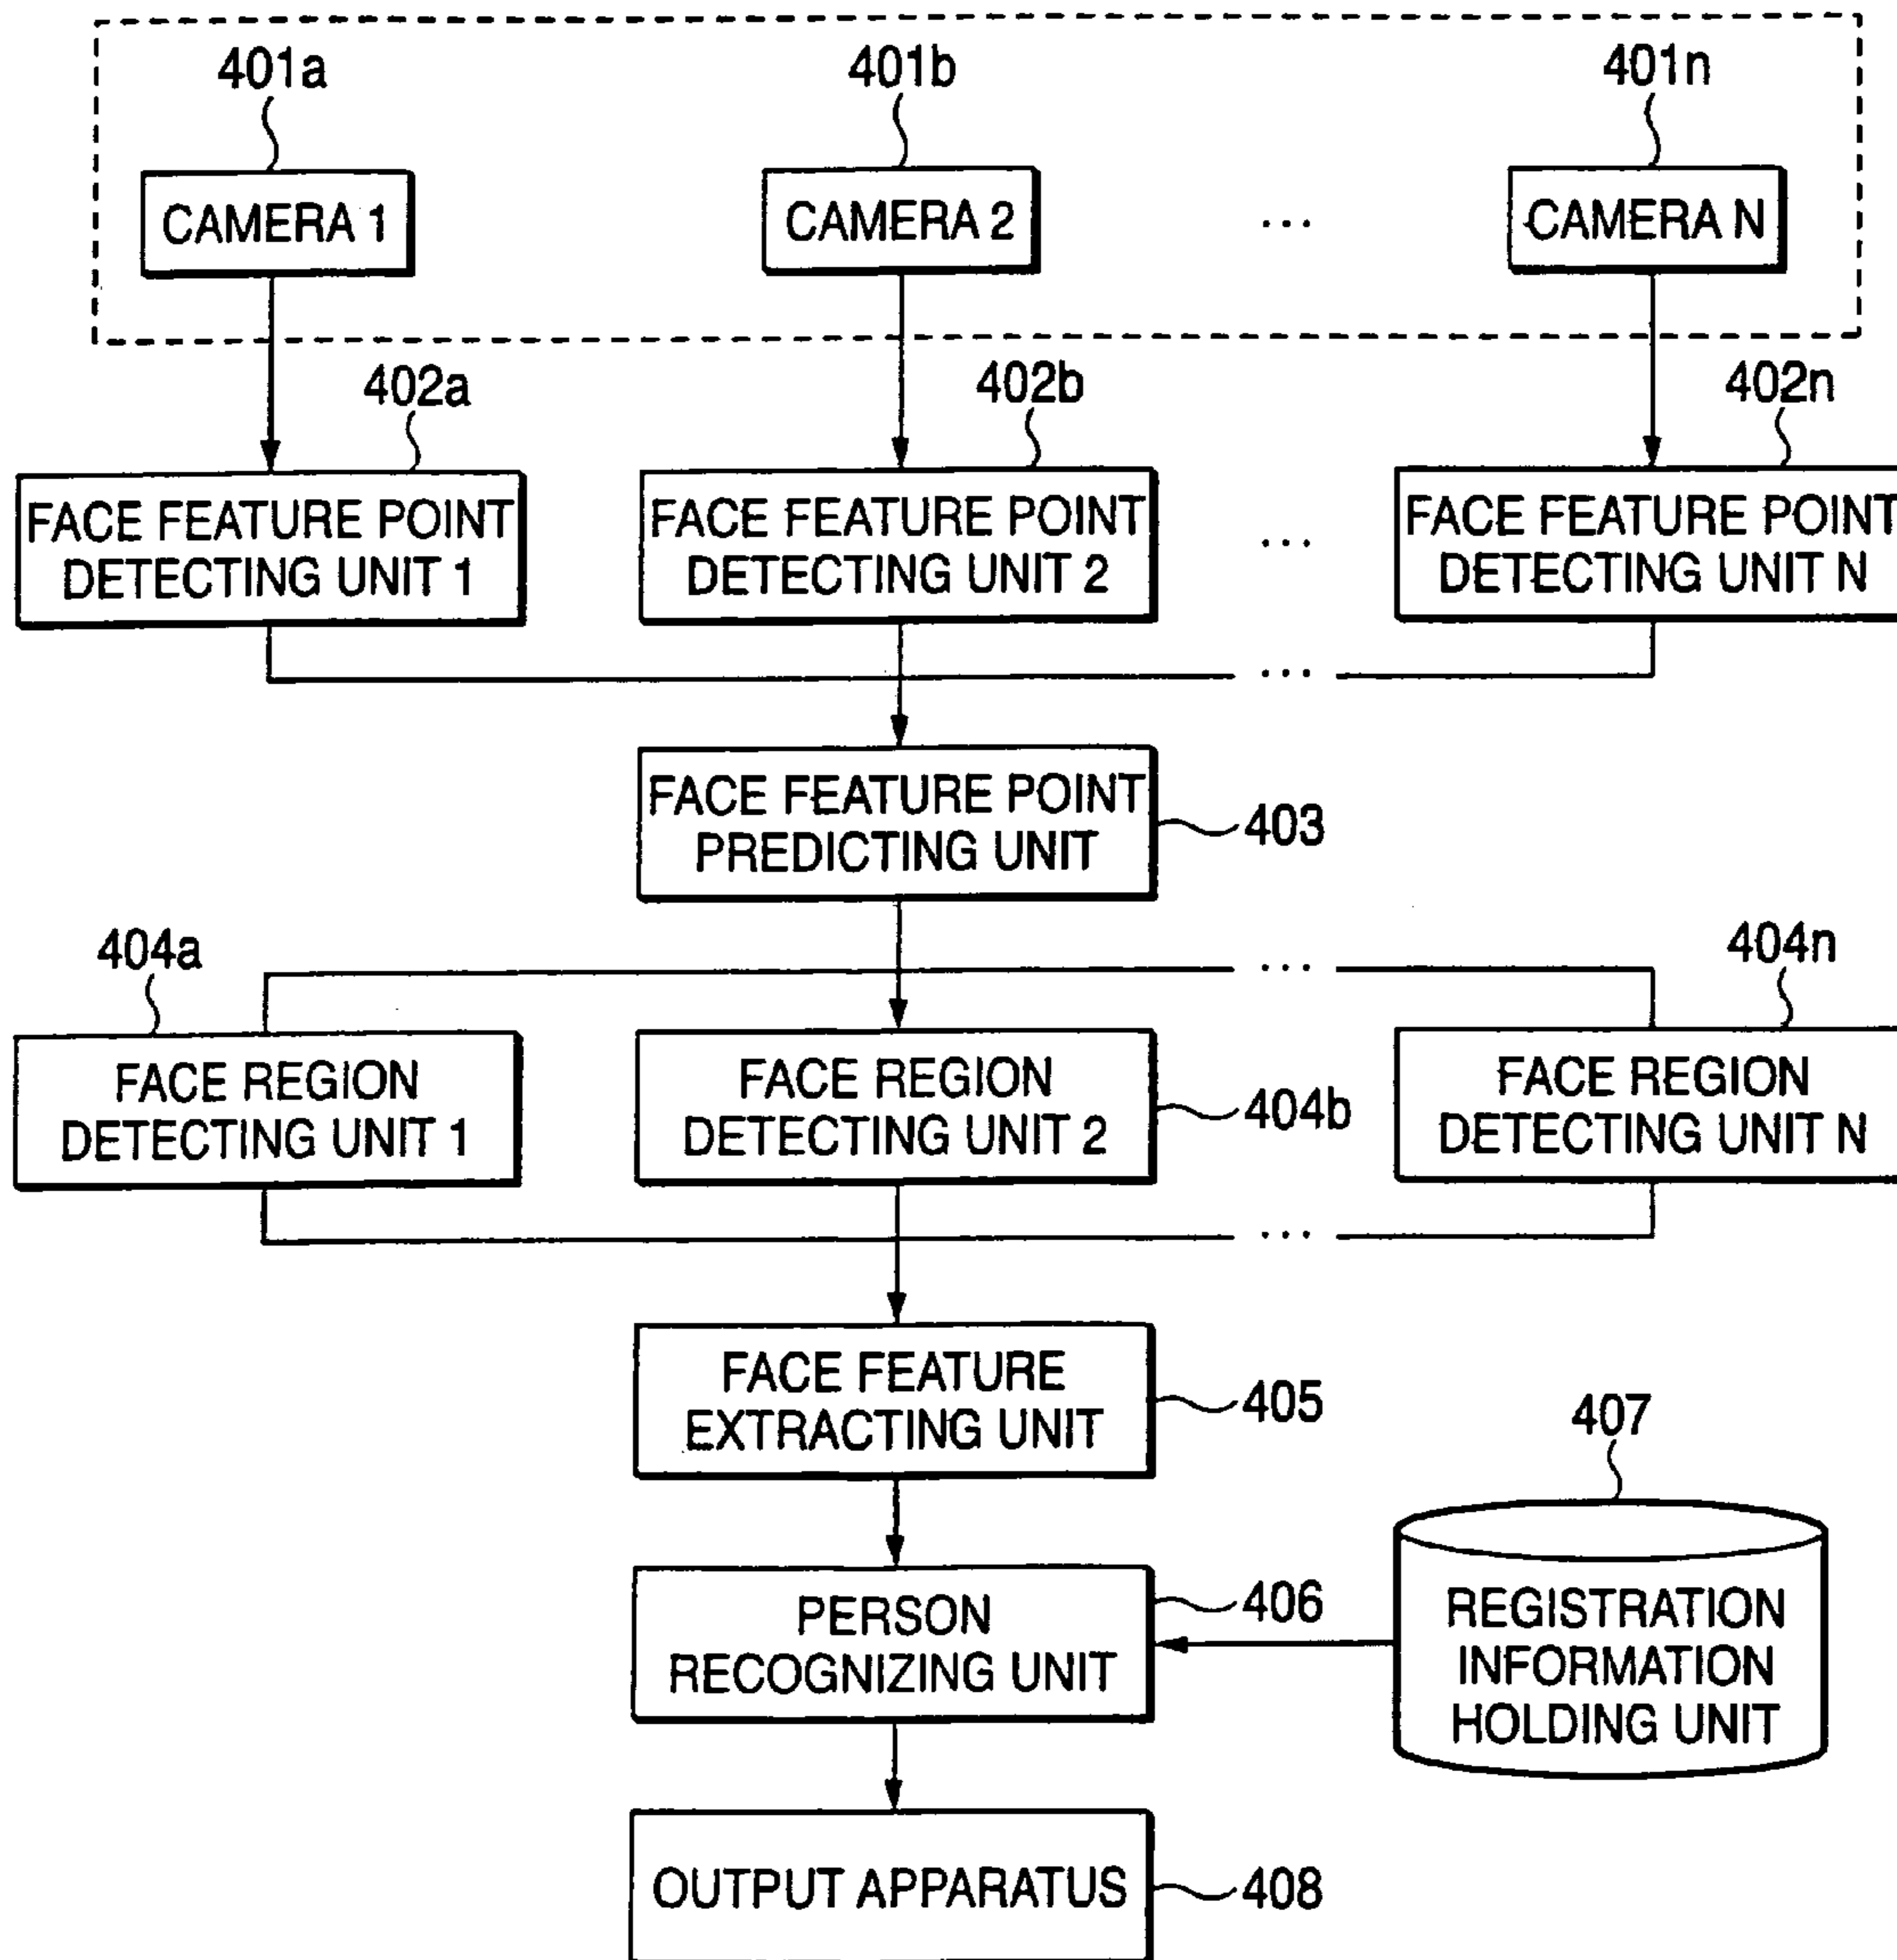 401a
401b
401n
CAMERA 1
CAMERA 2
...
CAMERA N
402a
402b
402n
FACE FEATURE POINT
DETECTING UNIT 1
FACE FEATURE POINT
DETECTING UNIT 2
...
FACE FEATURE POINT
DETECTING UNIT N
...
FACE FEATURE POINT
PREDICTING UNIT
403
404a
...
404n
FACE REGION
DETECTING UNIT 1
FACE REGION
DETECTING UNIT 2
404b
FACE REGION
DETECTING UNIT N
...
FACE FEATURE
EXTRACTING UNIT
405
407
PERSON
RECOGNIZING UNIT
406
REGISTRATION
INFORMATION
HOLDING UNIT
OUTPUT APPARATUS
408